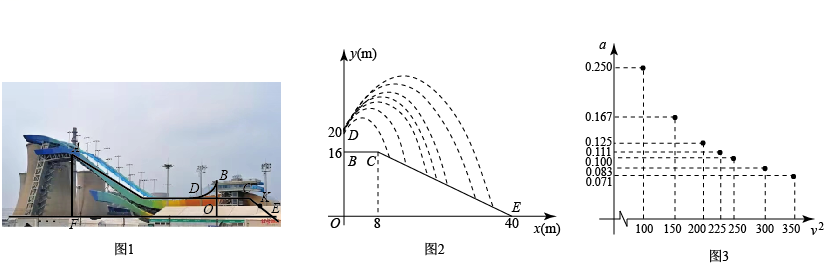 D
B
C
X
O
E
F
图1
y(m)
20
D
16
B
C
O
8
E
40
x(m)
图2
a
0.250
0.167
0.125
0.111
0.100
0.083
0.071
100 150 200 225 250 300 350 v²
图3